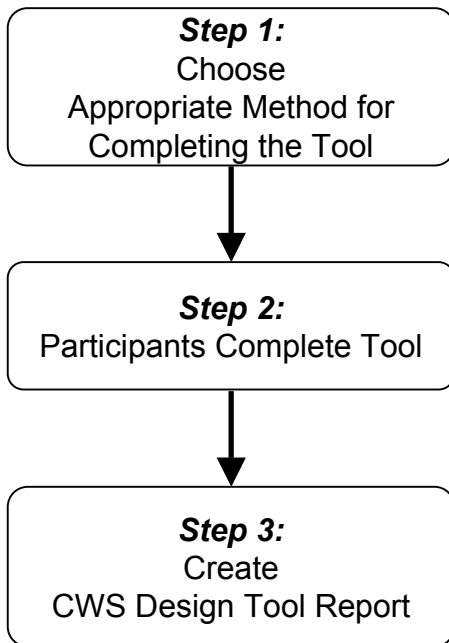 Step 1:
Choose
Appropriate Method for
Completing the Tool
Step 2:
Participants Complete Tool
Step 3:
Create
CWS Design Tool Report